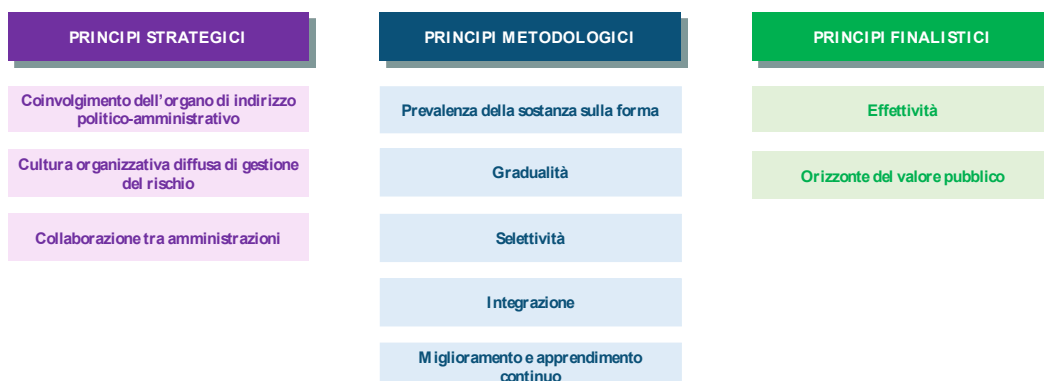 PRINCIPI STRATEGICI
Coinvolgimento dell'organo di indirizzo
politico-amministrativo
Cultura organizzativa diffusa di gestione
del rischio
Collaborazione tra amministrazioni
PRINCIPI METODOLOGICI
Prevalenza della sostanza sulla forma
Gradualità
Selettività
Integrazione
Miglioramento e apprendimento
continuo
PRINCIPI FINALISTICI
Effettività
Orizzonte del valore pubblico